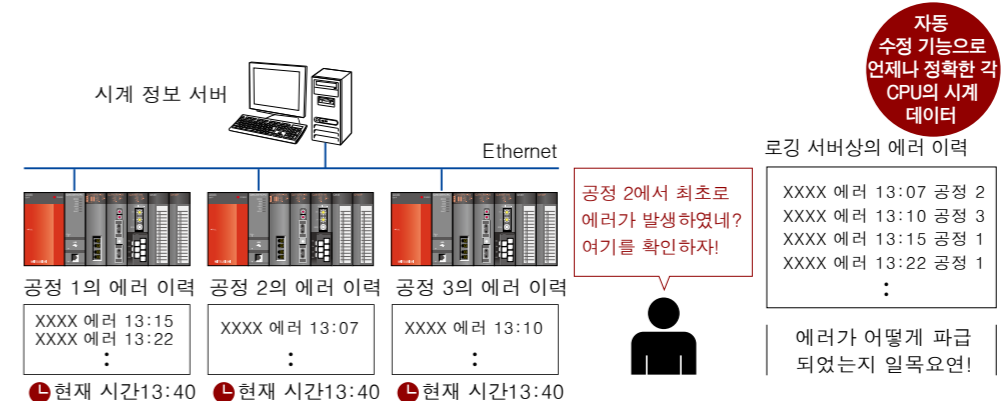 자동
수정 기능으로
언제나 정확한 각
CPU의 시계
데이터
시계 정보 서버
Ethernet
로깅 서버상의 에러 이력
공정 2에서 최초로
에러가 발생하였네?
여기를 확인하자!
XXXX 에러 13:07 공정 2
XXXX 에러 13:10 공정 3
XXXX 에러 13:15 공정 1
XXXX 에러 13:22 공정 1
:
공정 1의 에러 이력
XXXX 에러 13:15
XXXX 에러 13:22
:
현재 시간13:40
공정 2의 에러 이력
XXXX 에러 13:07
:
현재 시간13:40
공정 3의 에러 이력
XXXX 에러 13:10
:
현재 시간13:40
에러가 어떻게 파급
되었는지 일목요연!